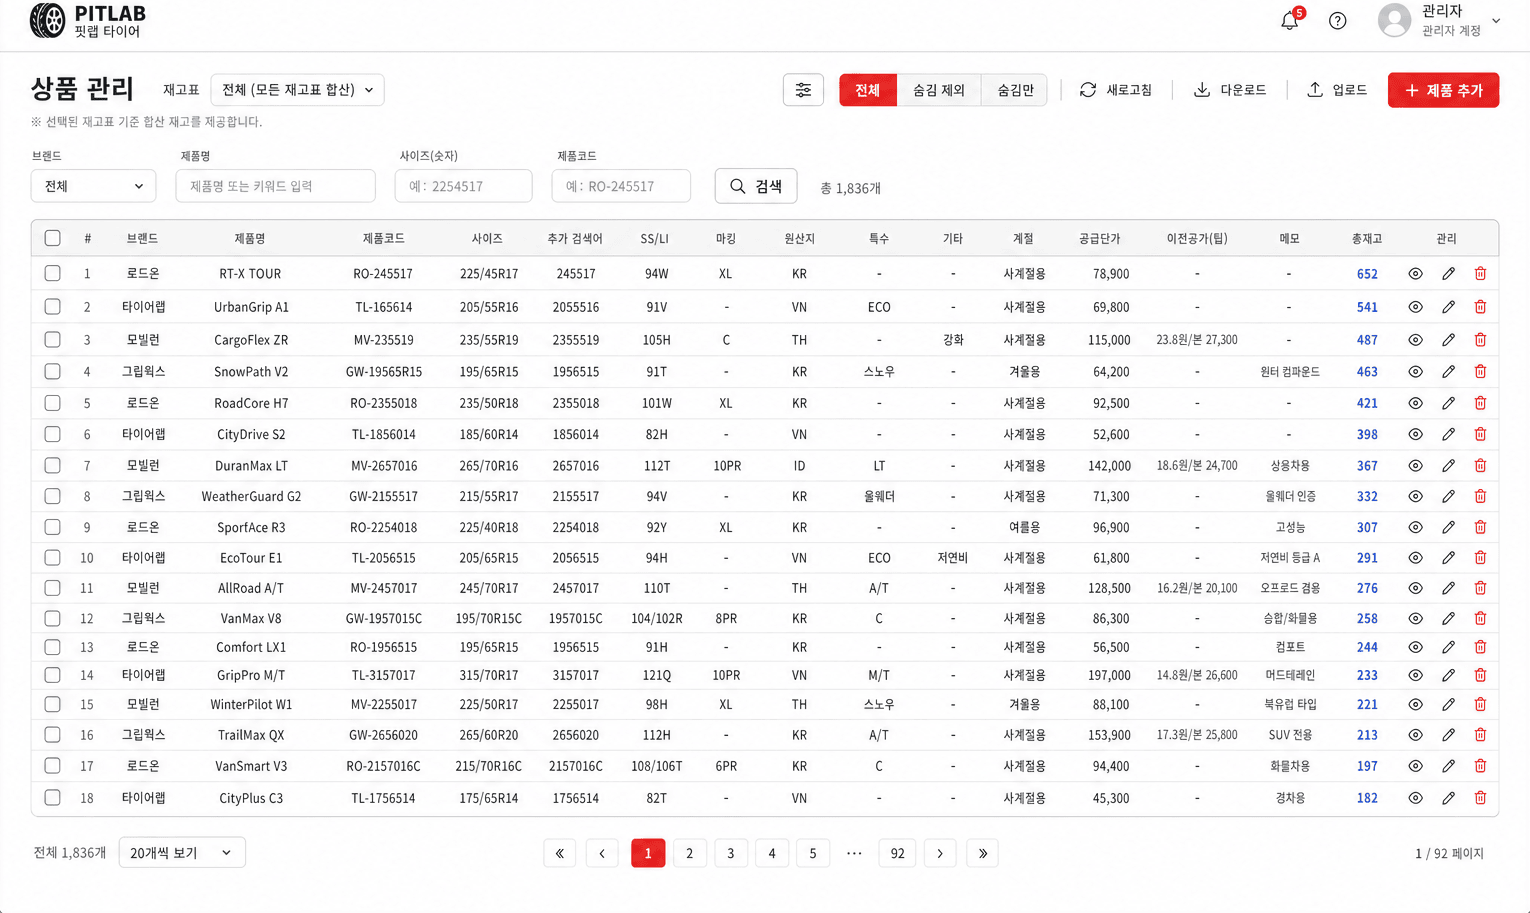 PITLAB
핏랩 타이어
5
관리자
관리자 계정
상품 관리
재고표 전체 (모든 재고표 합산)
전체 숨김 제외 숨김만 새로고침 다운로드 업로드 + 제품 추가
※ 선택된 재고표 기준 합산 재고를 제공합니다.
브랜드 제품명 사이즈(숫자) 제품코드
전체 제품명 또는 키워드 입력 예: 2254517 예: RO-245517 검색 총 1,836개
# 브랜드 제품명 제품코드 사이즈 추가 검색어 SS/LI 마킹 원산지 특수 기타 계절 공급단가 이전공가(팁) 메모 총재고 관리
1 로드온 RT-X TOUR RO-245517 225/45R17 245517 94W XL KR - - 사계절용 78,900 - - 652
2 타이어랩 UrbanGrip A1 TL-165614 205/55R16 2055516 91V - VN ECO - 사계절용 69,800 - - 541
3 모빌런 CargoFlex ZR MV-235519 235/55R19 2355519 105H C TH - 강화 사계절용 115,000 23.8원/본 27,300 - 487
4 그립웍스 SnowPath V2 GW-19565R15 195/65R15 1956515 91T - KR 스노우 - 겨울용 64,200 - 윈터 컴파운드 463
5 로드온 RoadCore H7 RO-2355018 235/50R18 2355018 101W XL KR - - 사계절용 92,500 - - 421
6 타이어랩 CityDrive S2 TL-1856014 185/60R14 1856014 82H - VN - - 사계절용 52,600 - - 398
7 모빌런 DuranMax LT MV-2657016 265/70R16 2657016 112T 10PR ID LT - 사계절용 142,000 18.6원/본 24,700 상용차용 367
8 그립웍스 WeatherGuard G2 GW-2155517 215/55R17 2155517 94V - KR 올웨더 - 사계절용 71,300 - 올웨더 인증 332
9 로드온 SporfAce R3 RO-2254018 225/40R18 2254018 92Y XL KR - - 여름용 96,900 - 고성능 307
10 타이어랩 EcoTour E1 TL-2056515 205/65R15 2056515 94H - VN ECO 저연비 사계절용 61,800 - 저연비 등급 A 291
11 모빌런 AllRoad A/T MV-2457017 245/70R17 2457017 110T - TH A/T - 사계절용 128,500 16.2원/본 20,100 오프로드 겸용 276
12 그립웍스 VanMax V8 GW-1957015C 195/70R15C 1957015C 104/102R 8PR KR C - 사계절용 86,300 - 승합/화물용 258
13 로드온 Comfort LX1 RO-1956515 195/65R15 1956515 91H - KR - - 사계절용 56,500 - 컴포트 244
14 타이어랩 GripPro M/T TL-3157017 315/70R17 3157017 121Q 10PR VN M/T - 사계절용 197,000 14.8원/본 26,600 머드테레인 233
15 모빌런 WinterPilot W1 MV-2255017 225/50R17 2255017 98H XL TH 스노우 - 겨울용 88,100 - 북유럽 타입 221
16 그립웍스 TrailMax QX GW-2656020 265/60R20 2656020 112H - KR A/T - 사계절용 153,900 17.3원/본 25,800 SUV 전용 213
17 로드온 VanSmart V3 RO-2157016C 215/70R16C 2157016C 108/106T 6PR KR C - 사계절용 94,400 - 화물차용 197
18 타이어랩 CityPlus C3 TL-1756514 175/65R14 1756514 82T - VN - - 사계절용 45,300 - 경차용 182
전체 1,836개 20개씩 보기 « ‹ 1 2 3 4 5 ··· 92 › » 1 / 92 페이지